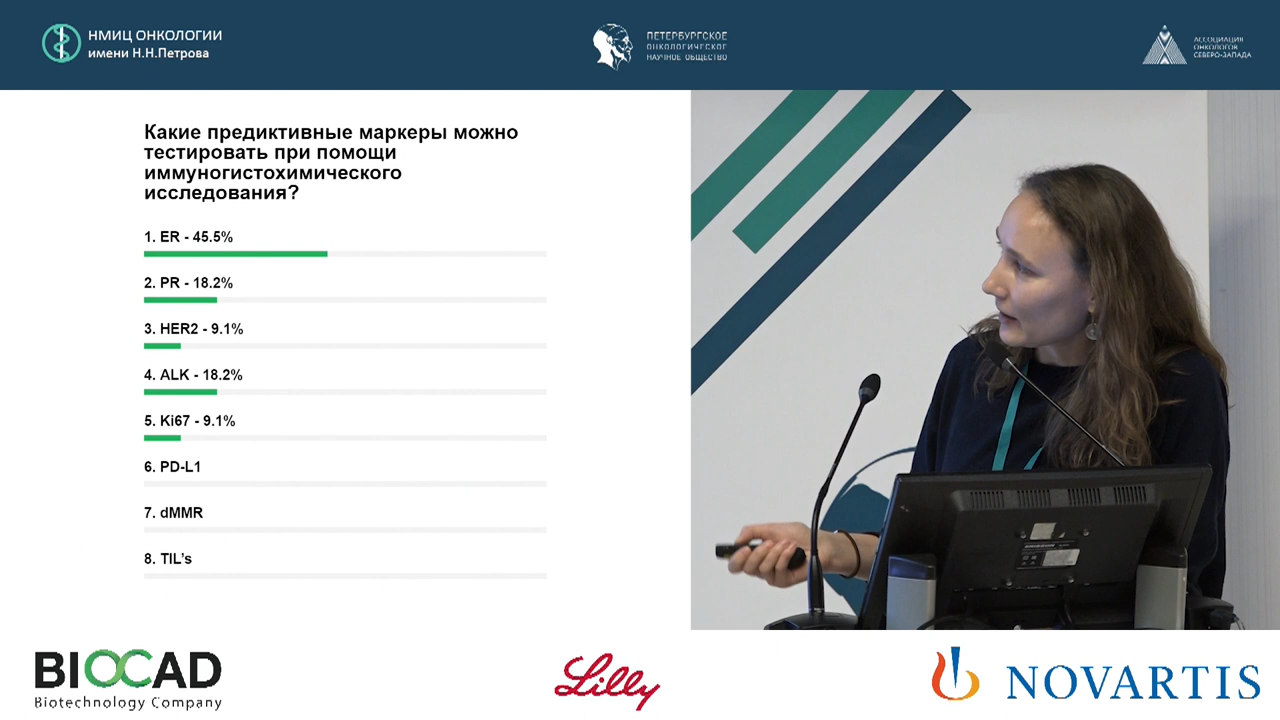 НМИЦ ОНКОЛОГИИ
имени Н.Н.Петрова
ПЕТЕРБУРГСКОЕ
ОНКОЛОГИЧЕСКОЕ
НАУЧНОЕ ОБЩЕСТВО
АССОЦИАЦИЯ
ОНКОЛОГОВ
СЕВЕРО-ЗАПАДА
Какие предиктивные маркеры можно
тестировать при помощи
иммуногистохимического
исследования?
1. ER - 45.5%
2. PR - 18.2%
3. HER2 - 9.1%
4. ALK - 18.2%
5. Ki67 - 9.1%
6. PD-L1
7. dMMR
8. TIL's
BIOCAD
Biotechnology Company
Lilly
NOVARTIS